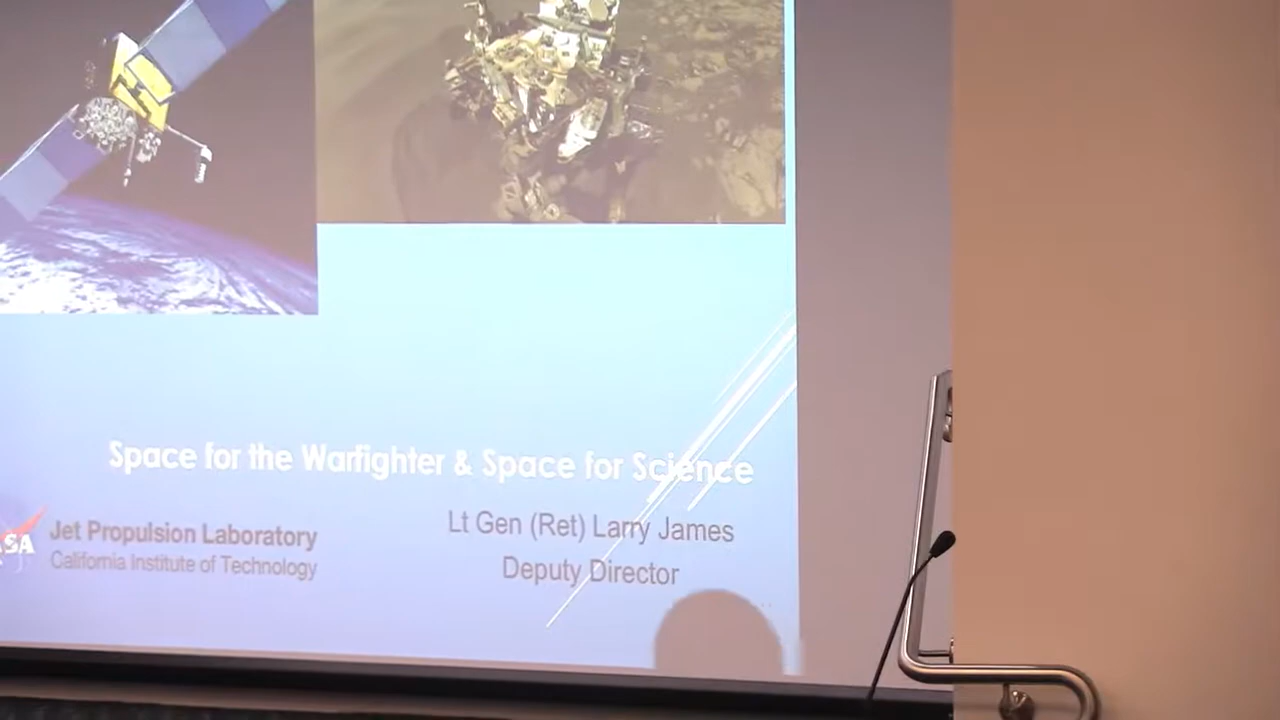 Space for the Warfighter & Space for Science
Jet Propulsion Laboratory
California Institute of Technology
Lt Gen (Ret) Larry James
Deputy Director